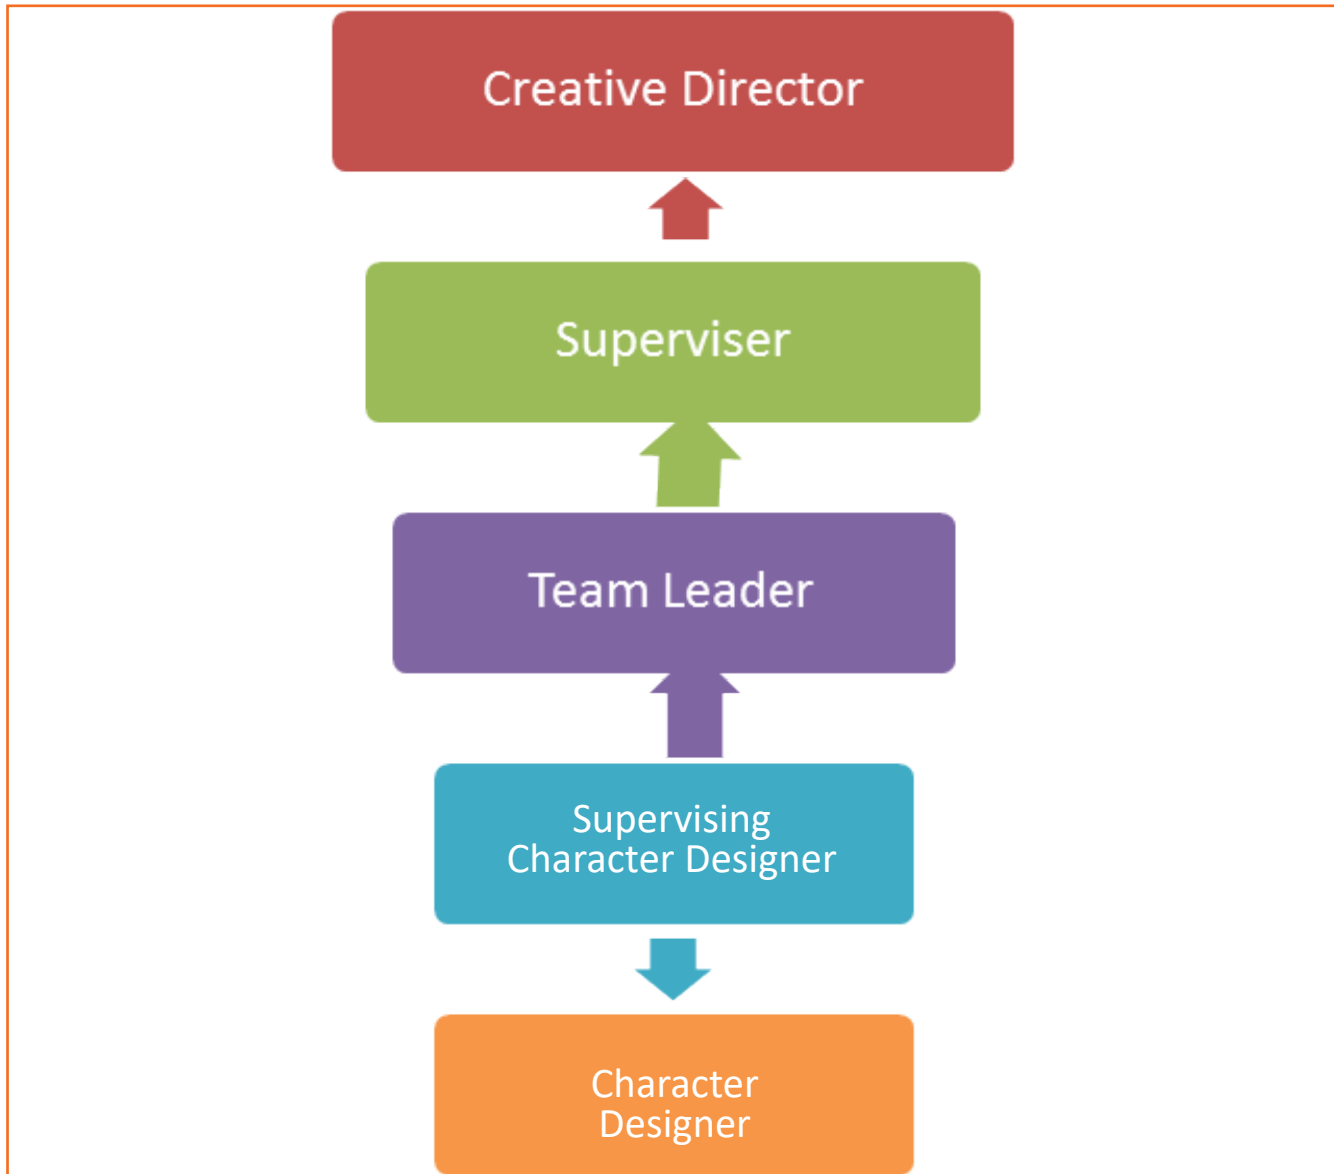 Creative Director
Superviser
Team Leader
Supervising
Character Designer
Character
Designer